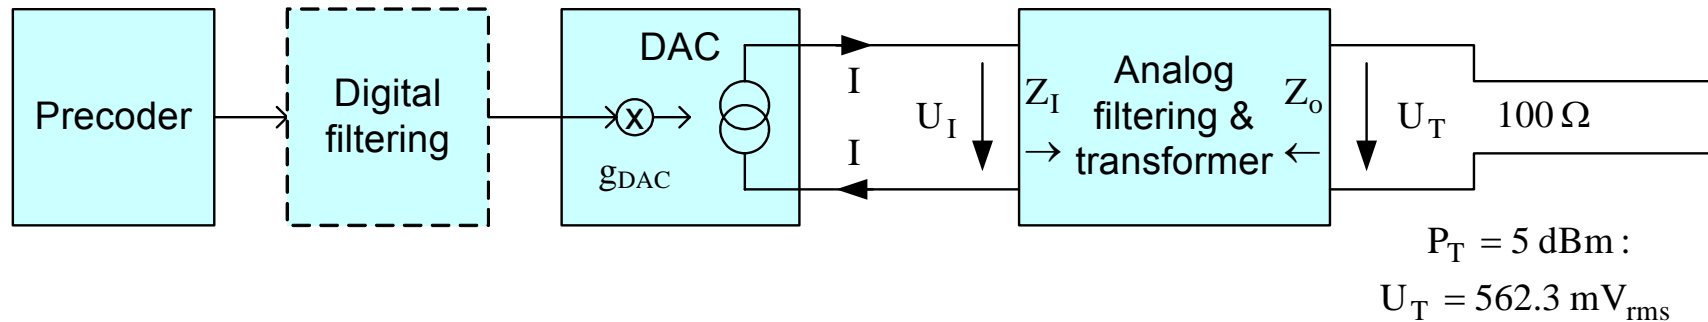 Precoder
Digital
filtering
DAC
x
g_DAC
I
I
U_I
Z_I
→
Analog
filtering &
transformer
Z_o
←
U_T
100 Ω
P_T = 5 dBm :
U_T = 562.3 mV_rms